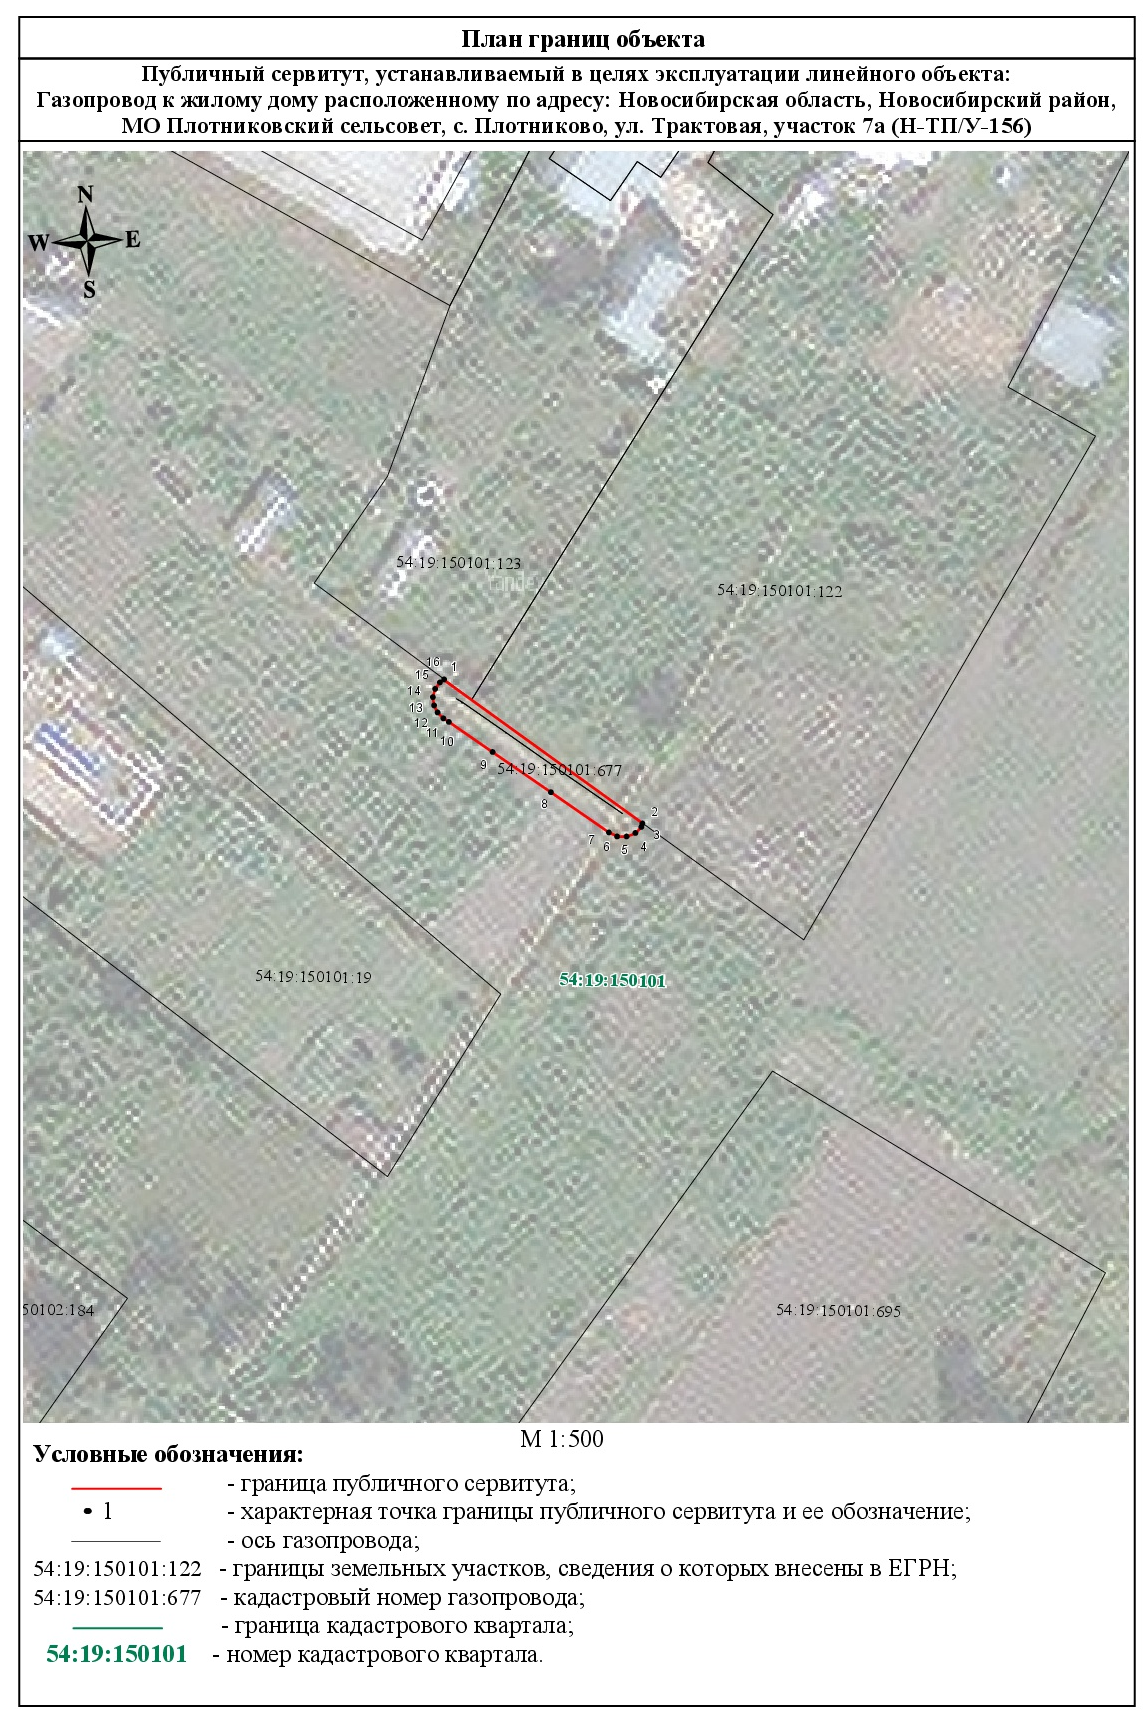 План границ объекта
Публичный сервитут, устанавливаемый в целях эксплуатации линейного объекта:
Газопровод к жилому дому расположенному по адресу: Новосибирская область, Новосибирский район,
МО Плотниковский сельсовет, с. Плотниково, ул. Трактовая, участок 7а (Н-ТП/У-156)
N
W E
S
54:19:150101:123
Yandex
54:19:150101:122
16 1
15
14
13
12
11
10
9
54:19:150101:677
8
2
3
7 6 5 4
54:19:150101:19
54:19:150101
50102:184
54:19:150101:695
М 1:500
Условные обозначения:
- граница публичного сервитута;
1 - характерная точка границы публичного сервитута и ее обозначение;
- ось газопровода;
54:19:150101:122 - границы земельных участков, сведения о которых внесены в ЕГРН;
54:19:150101:677 - кадастровый номер газопровода;
- граница кадастрового квартала;
54:19:150101 - номер кадастрового квартала.